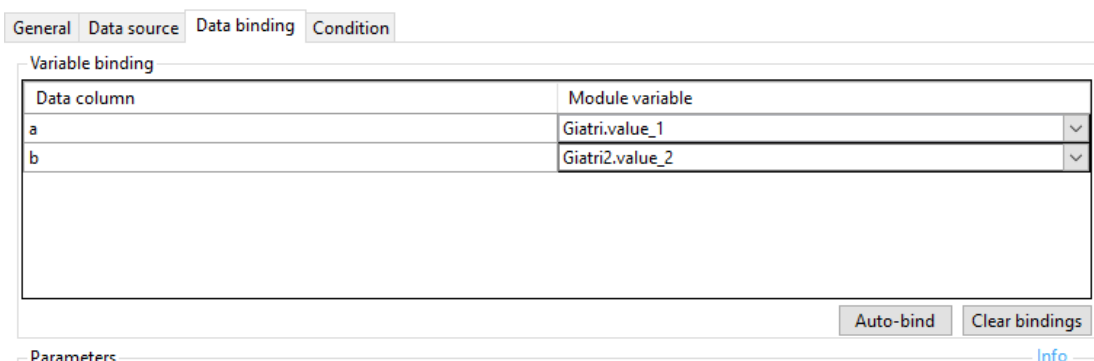 General Data source Data binding Condition
Variable binding
Data column Module variable
a Giatri.value_1
b Giatri2.value_2
Auto-bind Clear bindings
Parameters Info